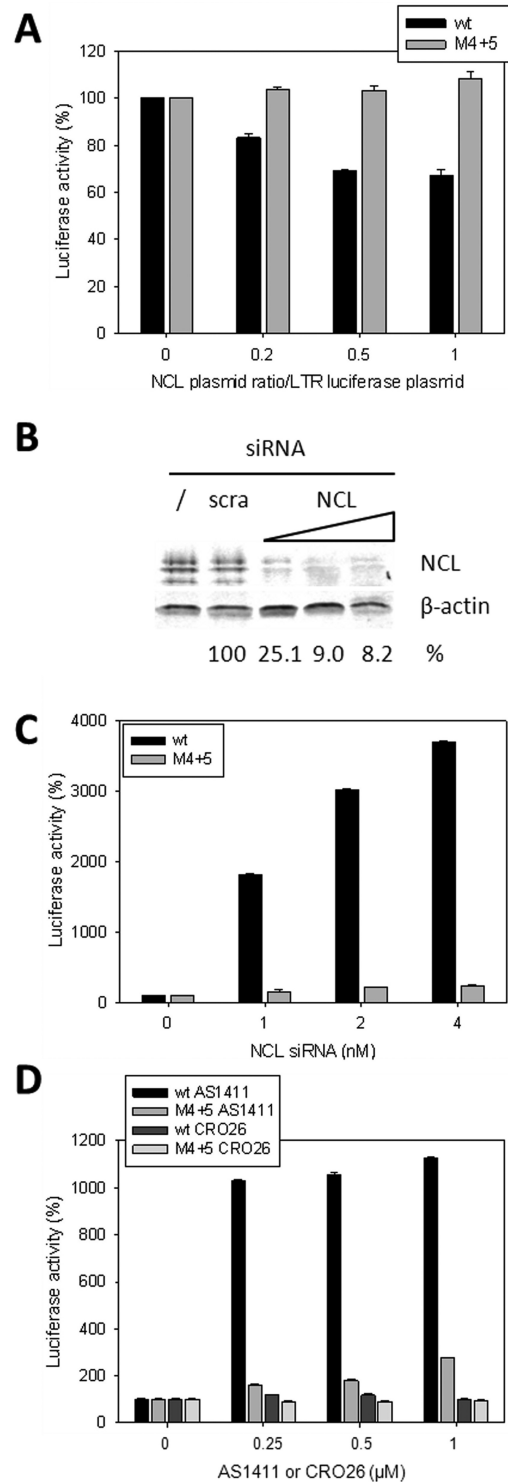 A
wt
M4+5
120
100
80
60
40
20
0
Luciferase activity (%)
0 0.2 0.5 1
NCL plasmid ratio/LTR luciferase plasmid
B
siRNA
/ scra NCL
NCL
β-actin
100 25.1 9.0 8.2 %
C
wt
M4+5
4000
3000
2000
1000
0
Luciferase activity (%)
0 1 2 4
NCL siRNA (nM)
D
wt AS1411
M4+5 AS1411
wt CRO26
M4+5 CRO26
1200
1000
800
600
400
200
0
Luciferase activity (%)
0 0.25 0.5 1
AS1411 or CRO26 (µM)